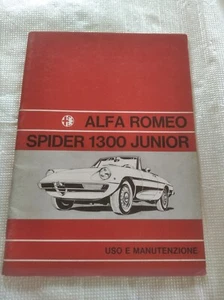 ALFA ROMEO
SPIDER 1300 JUNIOR
USO E MANUTENZIONE